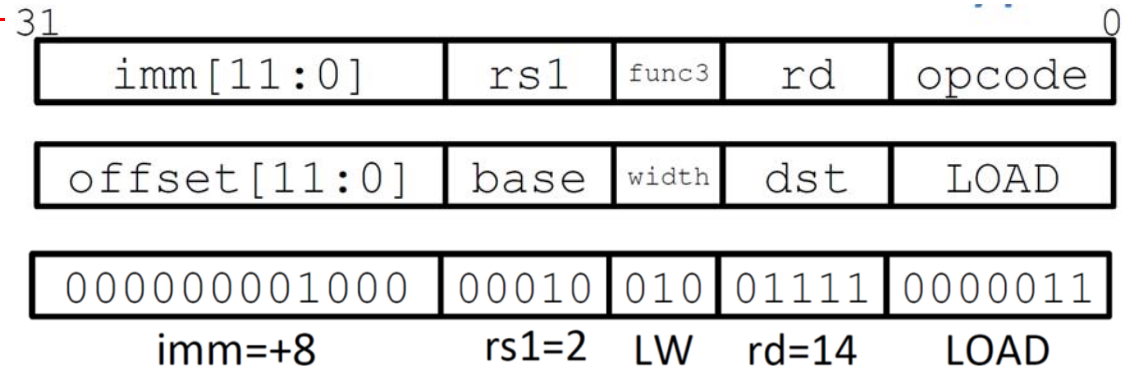 31 0
imm[11:0] rs1 func3 rd opcode
offset[11:0] base width dst LOAD
000000001000 00010 010 01111 0000011
imm=+8 rs1=2 LW rd=14 LOAD